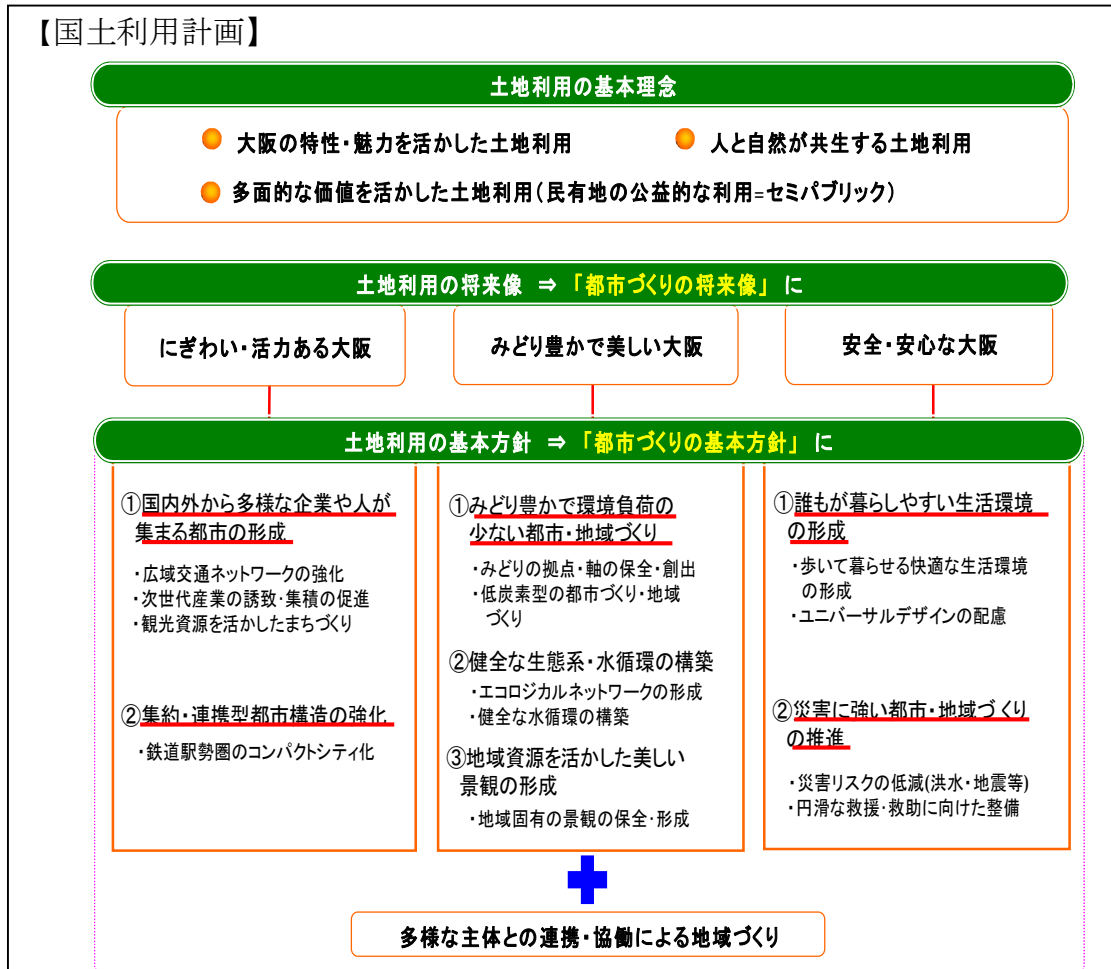 【国土利用計画】
土地利用の基本理念
大阪の特性・魅力を活かした土地利用
人と自然が共生する土地利用
多面的な価値を活かした土地利用(民有地の公益的な利用=セミパブリック)
土地利用の将来像 ⇒ 「都市づくりの将来像」 に
にぎわい・活力ある大阪
みどり豊かで美しい大阪
安全・安心な大阪
土地利用の基本方針 ⇒ 「都市づくりの基本方針」 に
①国内外から多様な企業や人が
集まる都市の形成
・広域交通ネットワークの強化
・次世代産業の誘致・集積の促進
・観光資源を活かしたまちづくり
②集約・連携型都市構造の強化
・鉄道駅勢圏のコンパクトシティ化
①みどり豊かで環境負荷の
少ない都市・地域づくり
・みどりの拠点・軸の保全・創出
・低炭素型の都市づくり・地域
づくり
②健全な生態系・水循環の構築
・エコロジカルネットワークの形成
・健全な水循環の構築
③地域資源を活かした美しい
景観の形成
・地域固有の景観の保全・形成
①誰もが暮らしやすい生活環境
の形成
・歩いて暮らせる快適な生活環境
の形成
・ユニバーサルデザインの配慮
②災害に強い都市・地域づくり
の推進
・災害リスクの低減(洪水・地震等)
・円滑な救援・救助に向けた整備
多様な主体との連携・協働による地域づくり